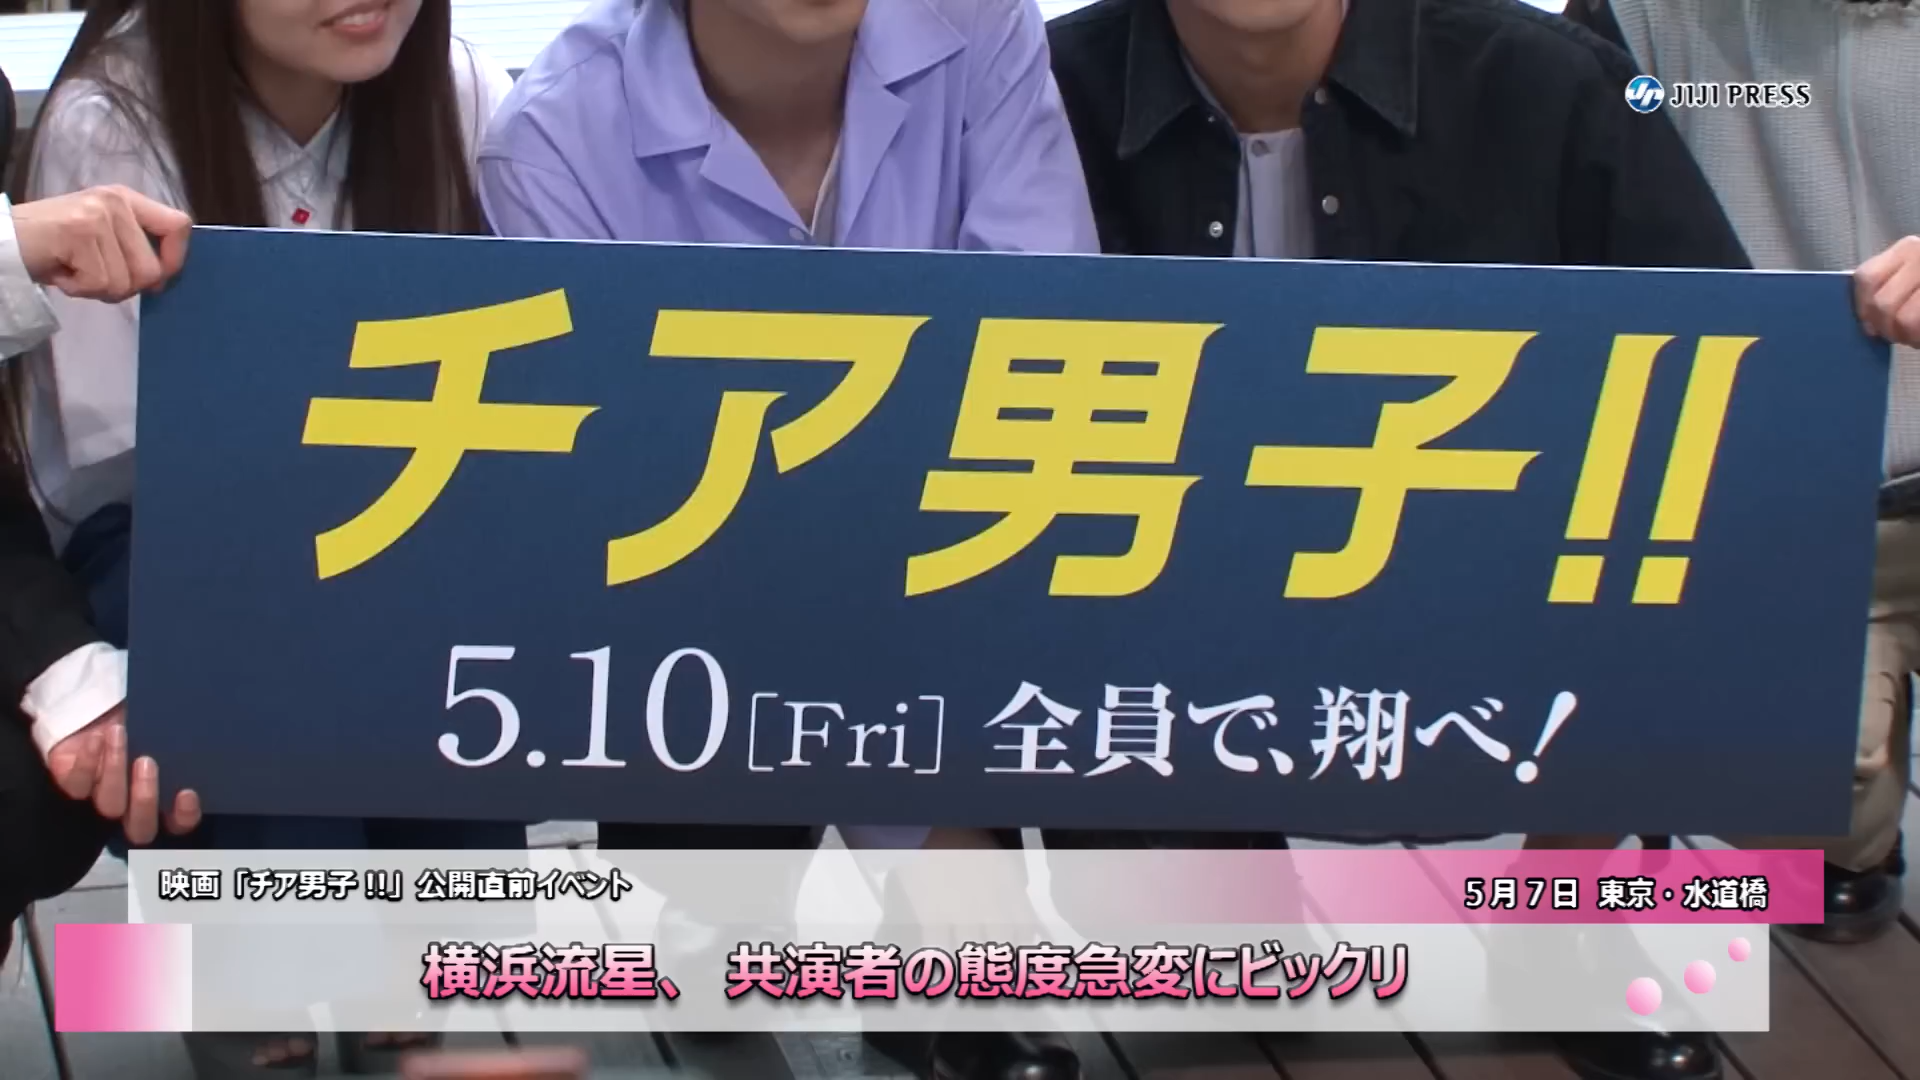 JIJI PRESS
チア男子!!
5.10[Fri] 全員で、翔べ!
映画「チア男子!!」公開直前イベント
5月7日 東京・水道橋
横浜流星、共演者の態度急変にビックリ